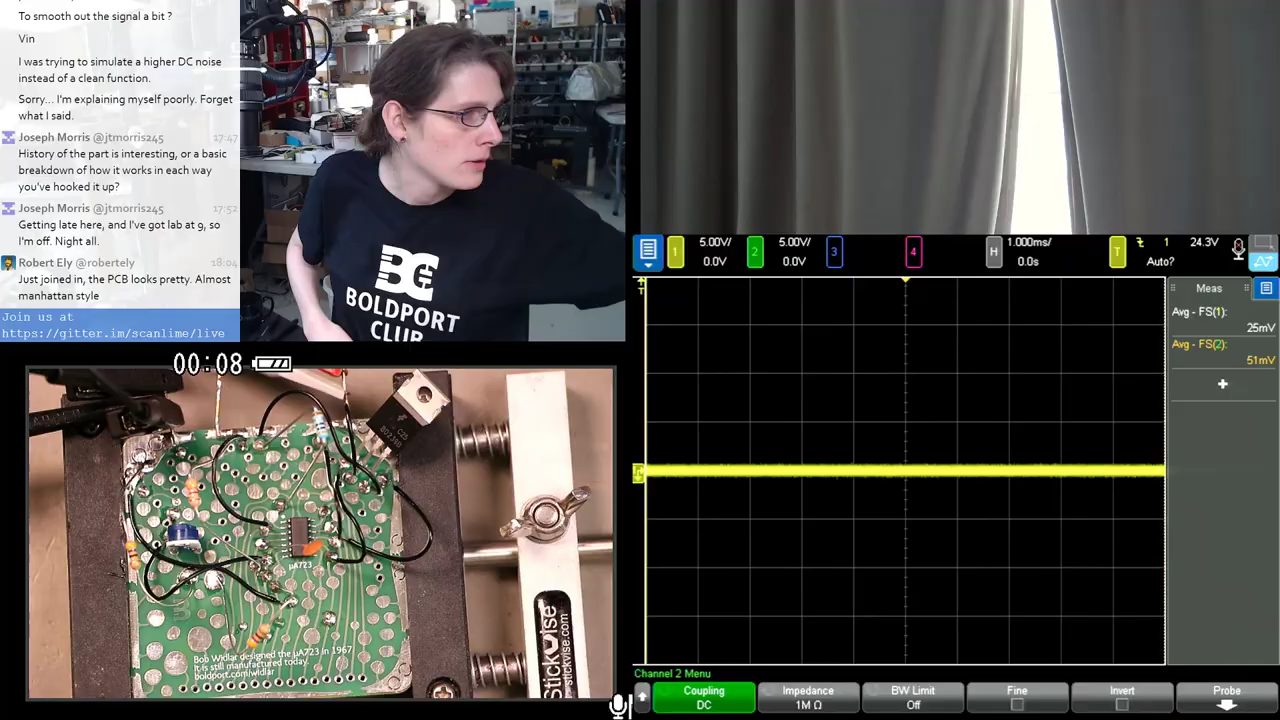 To smooth out the signal a bit ?
Vin
I was trying to simulate a higher DC noise
instead of a clean function.
Sorry... I'm explaining myself poorly. Forget
what I said.
Joseph Morris @jtmorris245 17:47
History of the part is interesting, or a basic
breakdown of how it works in each way
you've hooked it up?
Joseph Morris @jtmorris245 17:52
Getting late here, and I've got lab at 9, so
I'm off. Night all.
Robert Ely @robertely 18:04
Just joined in, the PCB looks pretty. Almost
manhattan style
Join us at
https://gitter.im/scanlime/live
BC
BOLDPORT
CLUB
00:08
µA723
Bob Widlar designed the µA723 in 1967
It is still manufactured today.
boldport.com/widlar
Stickvise
stickvise.com
1 5.00V/ 2 5.00V/ 3 4 H 1.000ms/ T 1 24.3V
0.0V 0.0V 0.0s Auto?
T
Meas
Avg - FS(1):
25mV
Avg - FS(2):
51mV
+
Channel 2 Menu
Coupling Impedance BW Limit Fine Invert Probe
DC 1M Ω Off